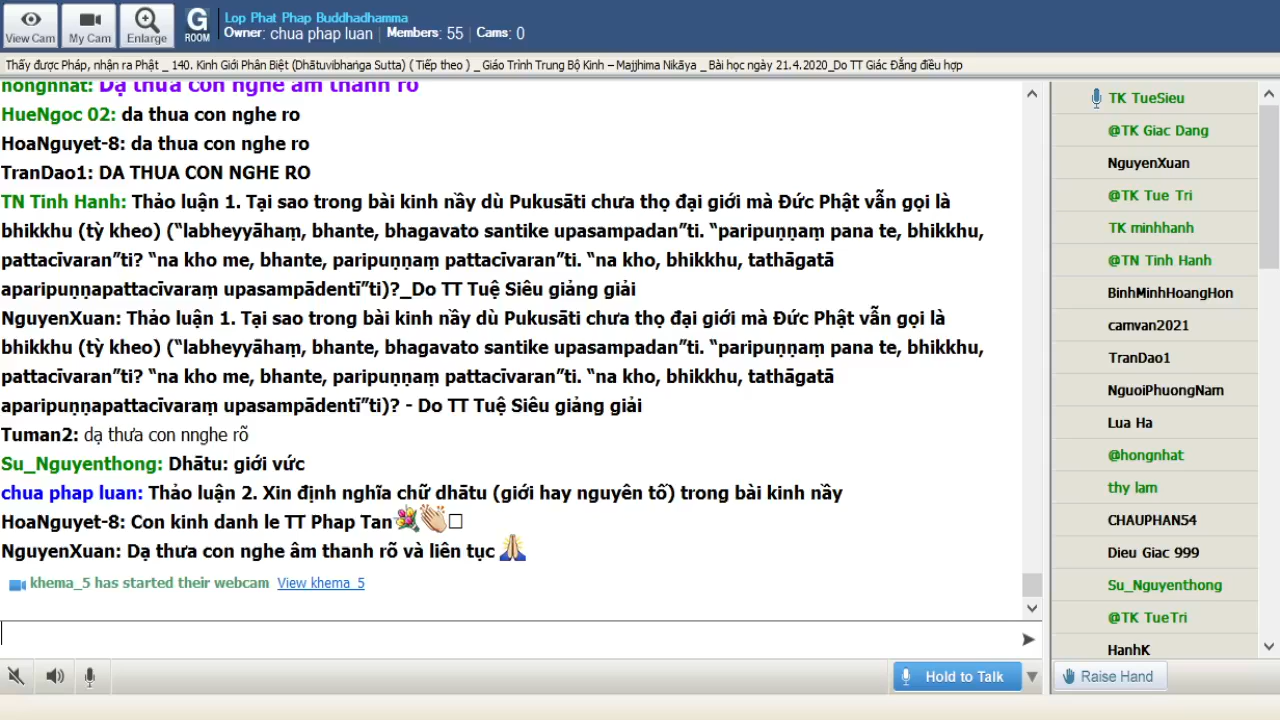 View Cam
My Cam
Enlarge
G
ROOM
Lop Phat Phap Buddhadhamma
Owner: chua phap luan Members: 55 Cams: 0
Thấy được Pháp, nhận ra Phật _ 140. Kinh Giới Phân Biệt (Dhātuvibhaṅga Sutta) ( Tiếp theo ) _ Giáo Trình Trung Bộ Kinh – Majjhima Nikāya _ Bài học ngày 21.4.2020_Do TT Giác Đẳng điều hợp
hongnhat: Dạ thưa con nghe âm thanh rõ
HueNgoc 02: da thua con nghe ro
HoaNguyet-8: da thua con nghe ro
TranDao1: DA THUA CON NGHE RO
TN Tinh Hanh: Thảo luận 1. Tại sao trong bài kinh nầy dù Pukusāti chưa thọ đại giới mà Đức Phật vẫn gọi là
bhikkhu (tỳ kheo) (“labheyyāhaṃ, bhante, bhagavato santike upasampadan”ti. “paripuṇṇaṃ pana te, bhikkhu,
pattacīvaran”ti? “na kho me, bhante, paripuṇṇaṃ pattacīvaran”ti. “na kho, bhikkhu, tathāgatā
aparipuṇṇapattacīvaraṃ upasampādentī”ti)?_Do TT Tuệ Siêu giảng giải
NguyenXuan: Thảo luận 1. Tại sao trong bài kinh nầy dù Pukusāti chưa thọ đại giới mà Đức Phật vẫn gọi là
bhikkhu (tỳ kheo) (“labheyyāhaṃ, bhante, bhagavato santike upasampadan”ti. “paripuṇṇaṃ pana te, bhikkhu,
pattacīvaran”ti? “na kho me, bhante, paripuṇṇaṃ pattacīvaran”ti. “na kho, bhikkhu, tathāgatā
aparipuṇṇapattacīvaraṃ upasampādentī”ti)? - Do TT Tuệ Siêu giảng giải
Tuman2: dạ thưa con nnghe rõ
Su_Nguyenthong: Dhātu: giới vức
chua phap luan: Thảo luận 2. Xin định nghĩa chữ dhātu (giới hay nguyên tố) trong bài kinh nầy
HoaNguyet-8: Con kinh danh le TT Phap Tan
NguyenXuan: Dạ thưa con nghe âm thanh rõ và liên tục
khema_5 has started their webcam View khema_5
Hold to Talk
TK TueSieu
@TK Giac Dang
NguyenXuan
@TK Tue Tri
TK minhhanh
@TN Tinh Hanh
BinhMinhHoangHon
camvan2021
TranDao1
NguoiPhuongNam
Lua Ha
@hongnhat
thy lam
CHAUPHAN54
Dieu Giac 999
Su_Nguyenthong
@TK TueTri
HanhK
Raise Hand